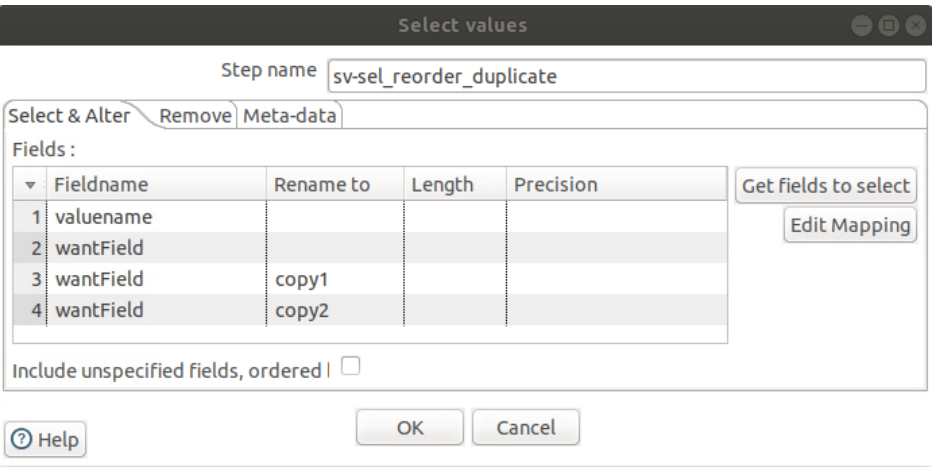 Select values
Step name sv-sel_reorder_duplicate
Select & Alter Remove Meta-data
Fields :
Fieldname Rename to Length Precision
Get fields to select
1 valuename
Edit Mapping
2 wantField
3 wantField copy1
4 wantField copy2
Include unspecified fields, ordered
OK Cancel
Help